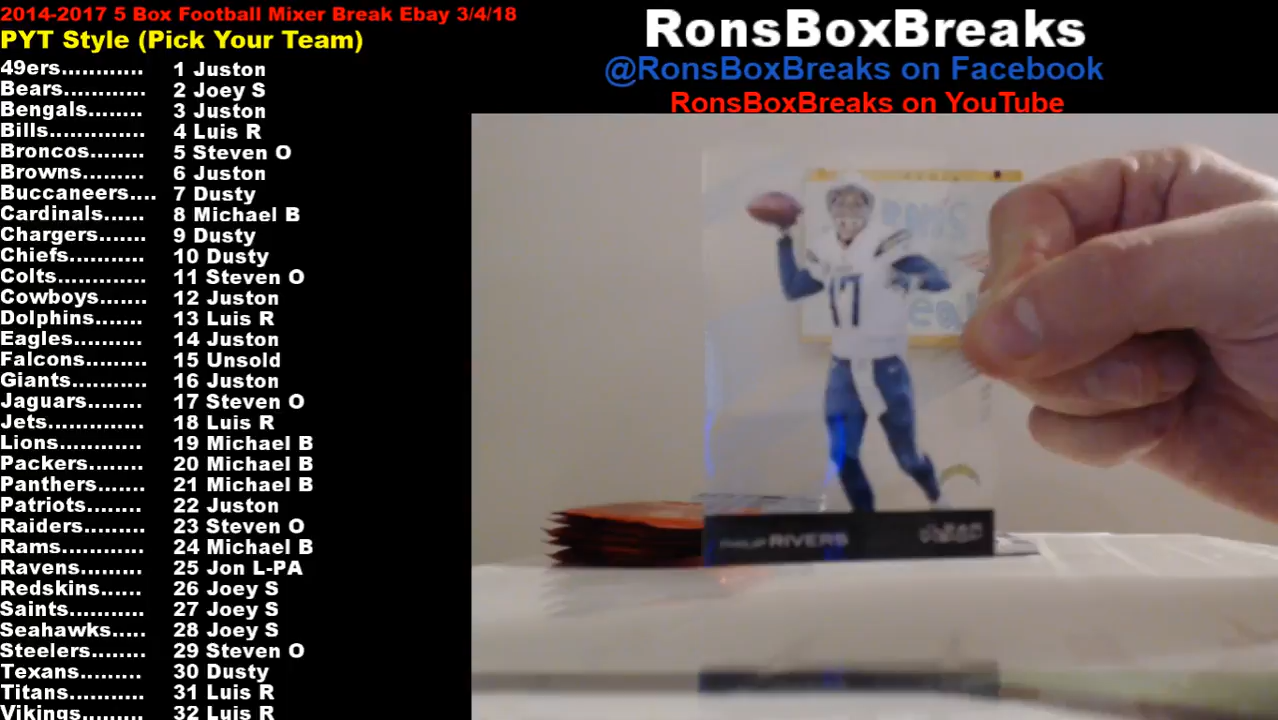 2014-2017 5 Box Football Mixer Break Ebay 3/4/18
PYT Style (Pick Your Team)
49ers............ 1 Juston
Bears............ 2 Joey S
Bengals........ 3 Juston
Bills.............. 4 Luis R
Broncos........ 5 Steven O
Browns......... 6 Juston
Buccaneers.... 7 Dusty
Cardinals...... 8 Michael B
Chargers....... 9 Dusty
Chiefs........... 10 Dusty
Colts............. 11 Steven O
Cowboys....... 12 Juston
Dolphins....... 13 Luis R
Eagles.......... 14 Juston
Falcons......... 15 Unsold
Giants........... 16 Juston
Jaguars........ 17 Steven O
Jets.............. 18 Luis R
Lions............ 19 Michael B
Packers........ 20 Michael B
Panthers....... 21 Michael B
Patriots........ 22 Juston
Raiders......... 23 Steven O
Rams............ 24 Michael B
Ravens......... 25 Jon L-PA
Redskins...... 26 Joey S
Saints........... 27 Joey S
Seahawks..... 28 Joey S
Steelers........ 29 Steven O
Texans......... 30 Dusty
Titans........... 31 Luis R
Vikings......... 32 Luis R
RonsBoxBreaks
@RonsBoxBreaks on Facebook
RonsBoxBreaks on YouTube
17
PHILIP RIVERS